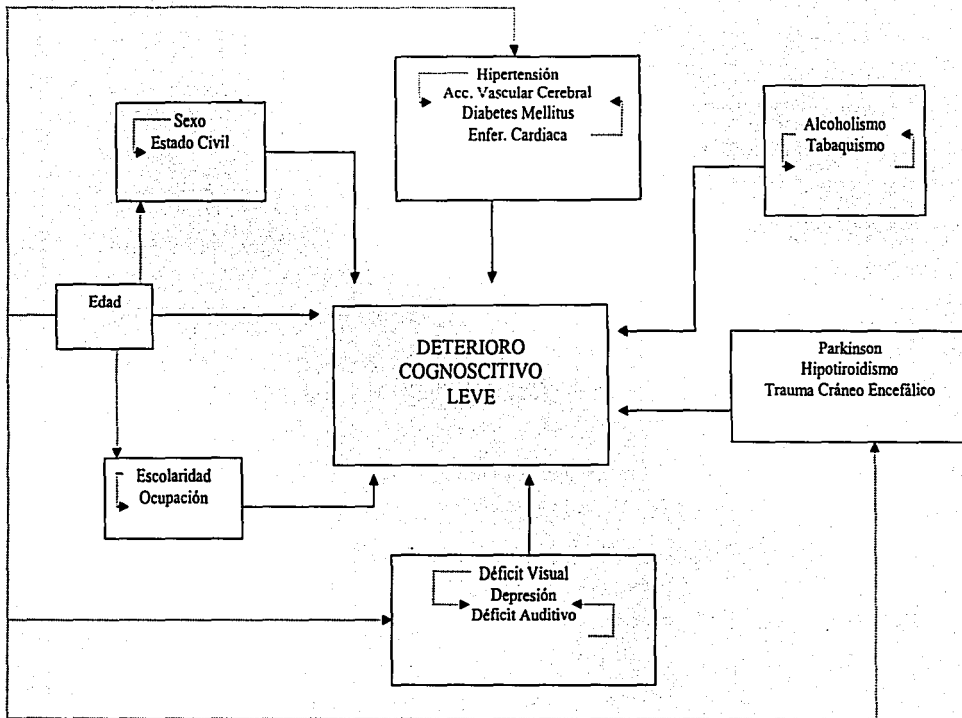 Hipertensión
Acc. Vascular Cerebral
Diabetes Mellitus
Enfer. Cardiaca
Sexo
Estado Civil
Alcoholismo
Tabaquismo
Edad
DETERIORO
COGNOSCITIVO
LEVE
Parkinson
Hipotiroidismo
Trauma Cráneo Encefálico
Escolaridad
Ocupación
Déficit Visual
Depresión
Déficit Auditivo